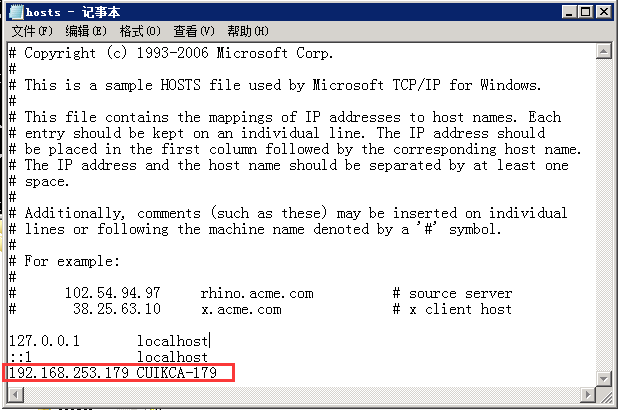 hosts - 记事本
文件(F) 编辑(E) 格式(O) 查看(V) 帮助(H)
# Copyright (c) 1993-2006 Microsoft Corp.
#
# This is a sample HOSTS file used by Microsoft TCP/IP for Windows.
#
# This file contains the mappings of IP addresses to host names. Each
# entry should be kept on an individual line. The IP address should
# be placed in the first column followed by the corresponding host name.
# The IP address and the host name should be separated by at least one
# space.
#
# Additionally, comments (such as these) may be inserted on individual
# lines or following the machine name denoted by a '#' symbol.
#
# For example:
#
#      102.54.94.97     rhino.acme.com          # source server
#       38.25.63.10     x.acme.com              # x client host
127.0.0.1       localhost
::1             localhost
192.168.253.179 CUIKCA-179